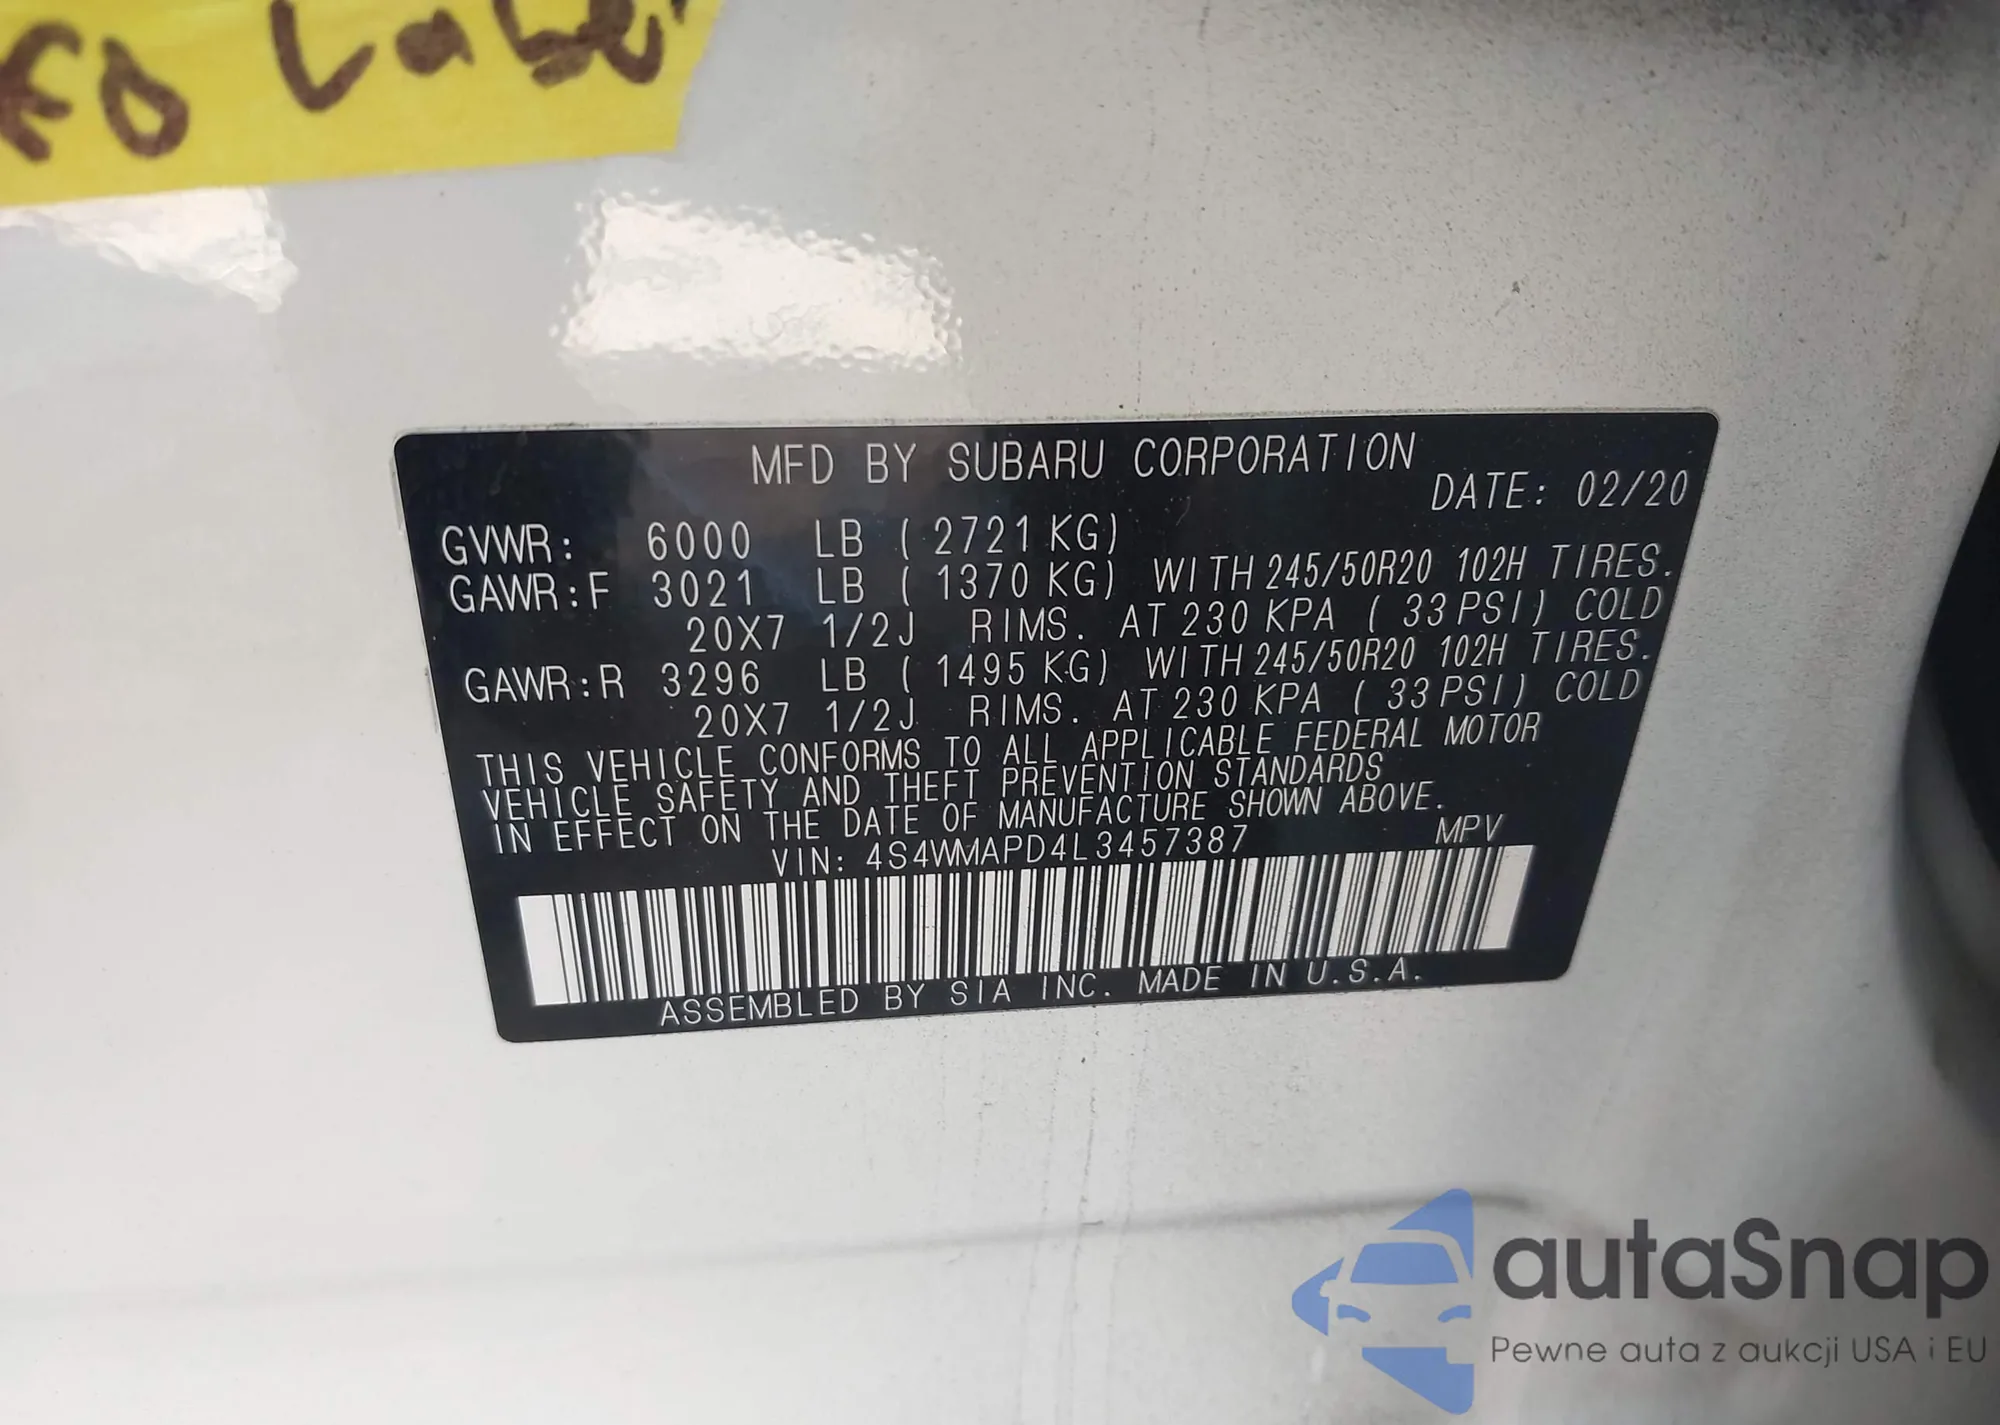 Label
MFD BY SUBARU CORPORATION
DATE: 02/20
GVWR: 6000 LB ( 2721 KG)
GAWR:F 3021 LB ( 1370 KG) WITH 245/50R20 102H TIRES.
20X7 1/2J RIMS. AT 230 KPA ( 33 PSI) COLD
GAWR:R 3296 LB ( 1495 KG) WITH 245/50R20 102H TIRES.
20X7 1/2J RIMS. AT 230 KPA ( 33 PSI) COLD
THIS VEHICLE CONFORMS TO ALL APPLICABLE FEDERAL MOTOR
VEHICLE SAFETY AND THEFT PREVENTION STANDARDS
IN EFFECT ON THE DATE OF MANUFACTURE SHOWN ABOVE.
VIN: 4S4WMAPD4L3457387 MPV
ASSEMBLED BY SIA INC. MADE IN U.S.A.
autaSnap
Pewne auta z aukcji USA i EU